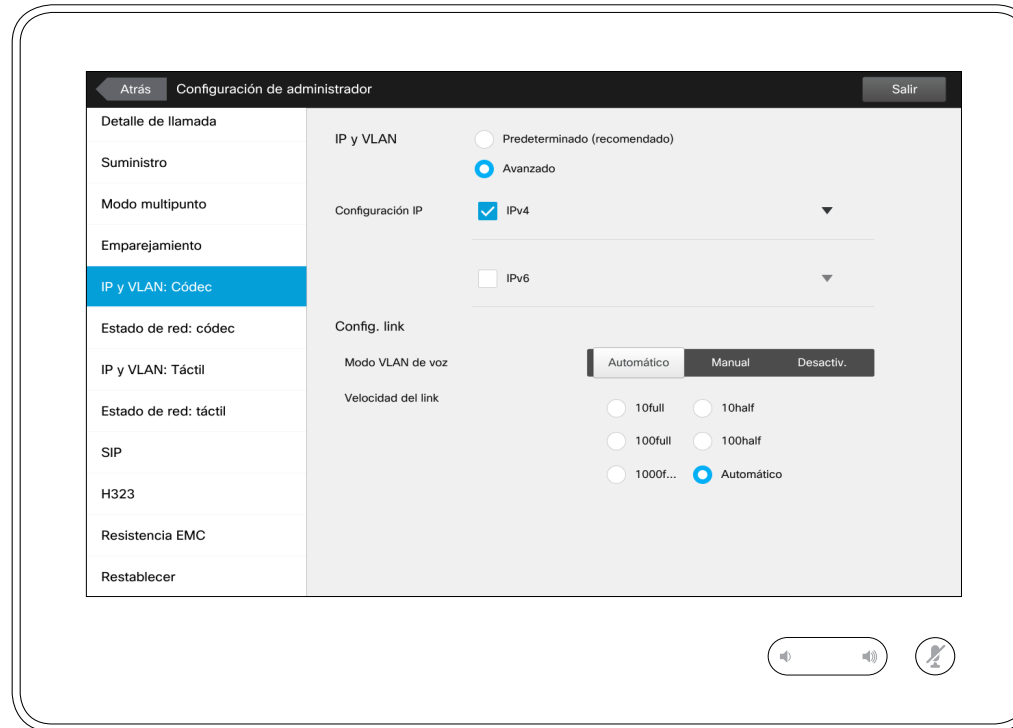 Atrás Configuración de administrador Salir
Detalle de llamada
Suministro
Modo multipunto
Emparejamiento
IP y VLAN: Códec
Estado de red: códec
IP y VLAN: Táctil
Estado de red: táctil
SIP
H323
Resistencia EMC
Restablecer
IP y VLAN Predeterminado (recomendado)
Avanzado
Configuración IP IPv4
IPv6
Config. link
Modo VLAN de voz Automático Manual Desactiv.
Velocidad del link
10full 10half
100full 100half
1000f... Automático